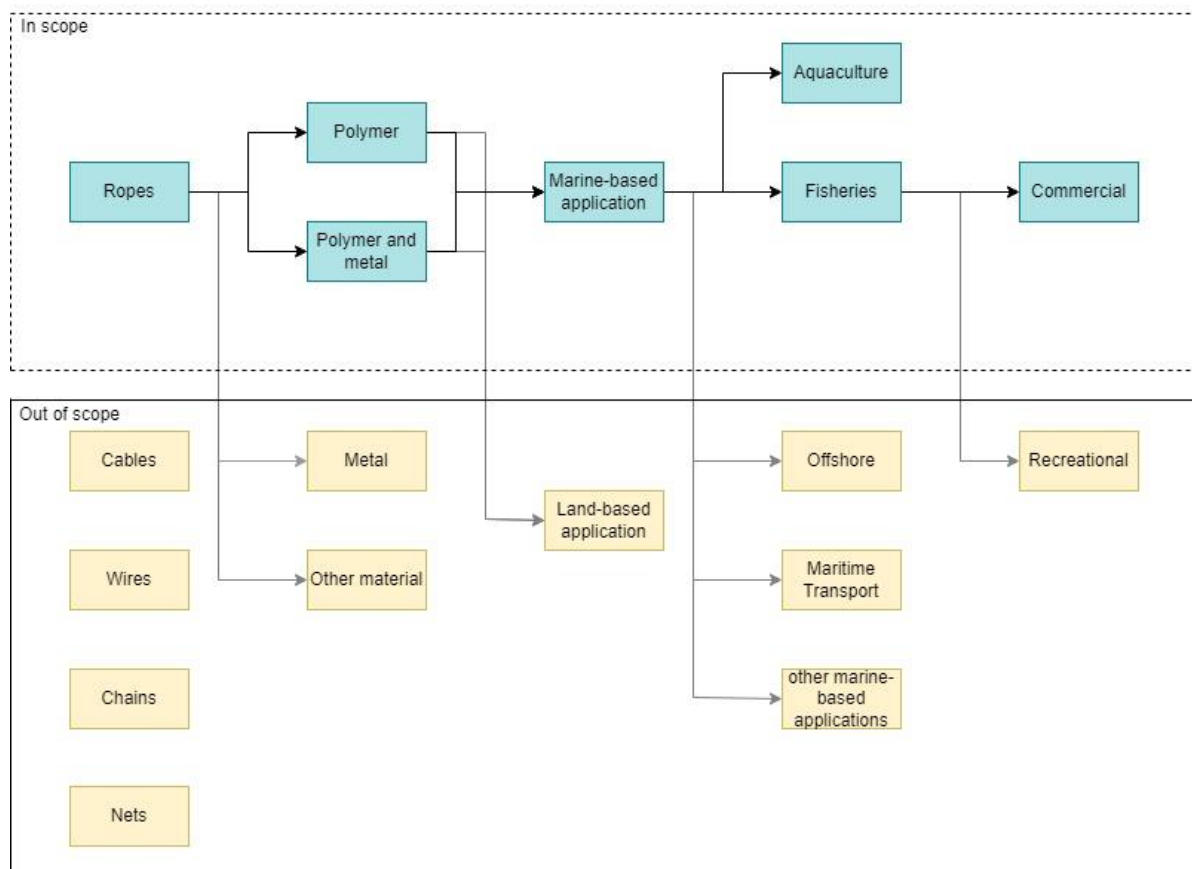 In scope
Aquaculture
Polymer
Ropes
Marine-based
application
Fisheries
Commercial
Polymer and
metal
Out of scope
Cables
Metal
Offshore
Recreational
Land-based
application
Wires
Other material
Maritime
Transport
Chains
other marine-
based
applications
Nets